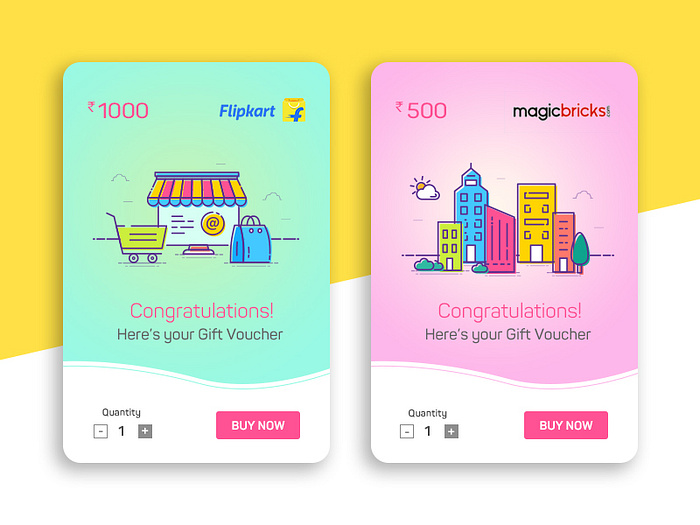 ₹1000
Flipkart
Congratulations!
Here's your Gift Voucher
Quantity
- 1 +
BUY NOW
₹500
magicbricks
Congratulations!
Here's your Gift Voucher
Quantity
- 1 +
BUY NOW